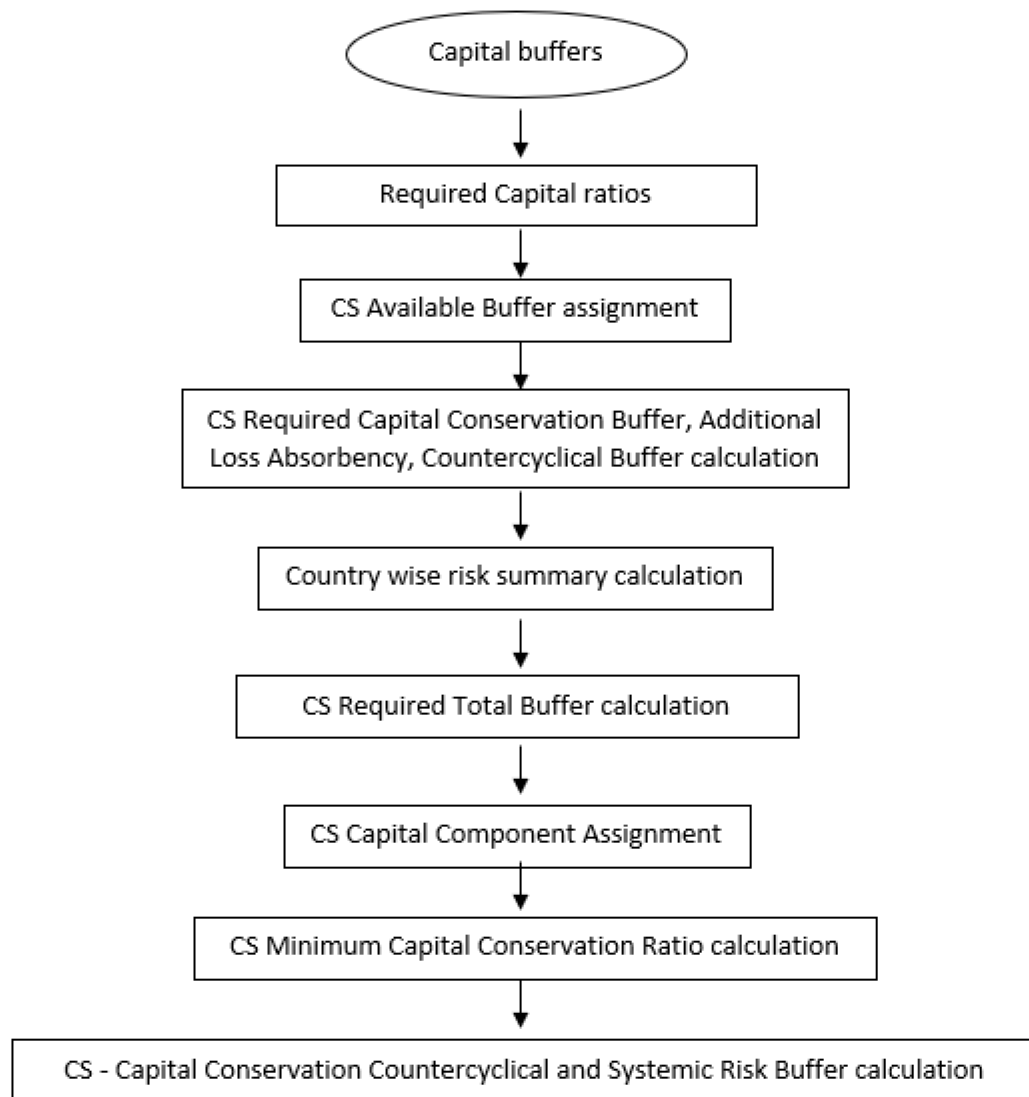 Capital buffers
Required Capital ratios
CS Available Buffer assignment
CS Required Capital Conservation Buffer, Additional
Loss Absorbency, Countercyclical Buffer calculation
Country wise risk summary calculation
CS Required Total Buffer calculation
CS Capital Component Assignment
CS Minimum Capital Conservation Ratio calculation
CS - Capital Conservation Countercyclical and Systemic Risk Buffer calculation